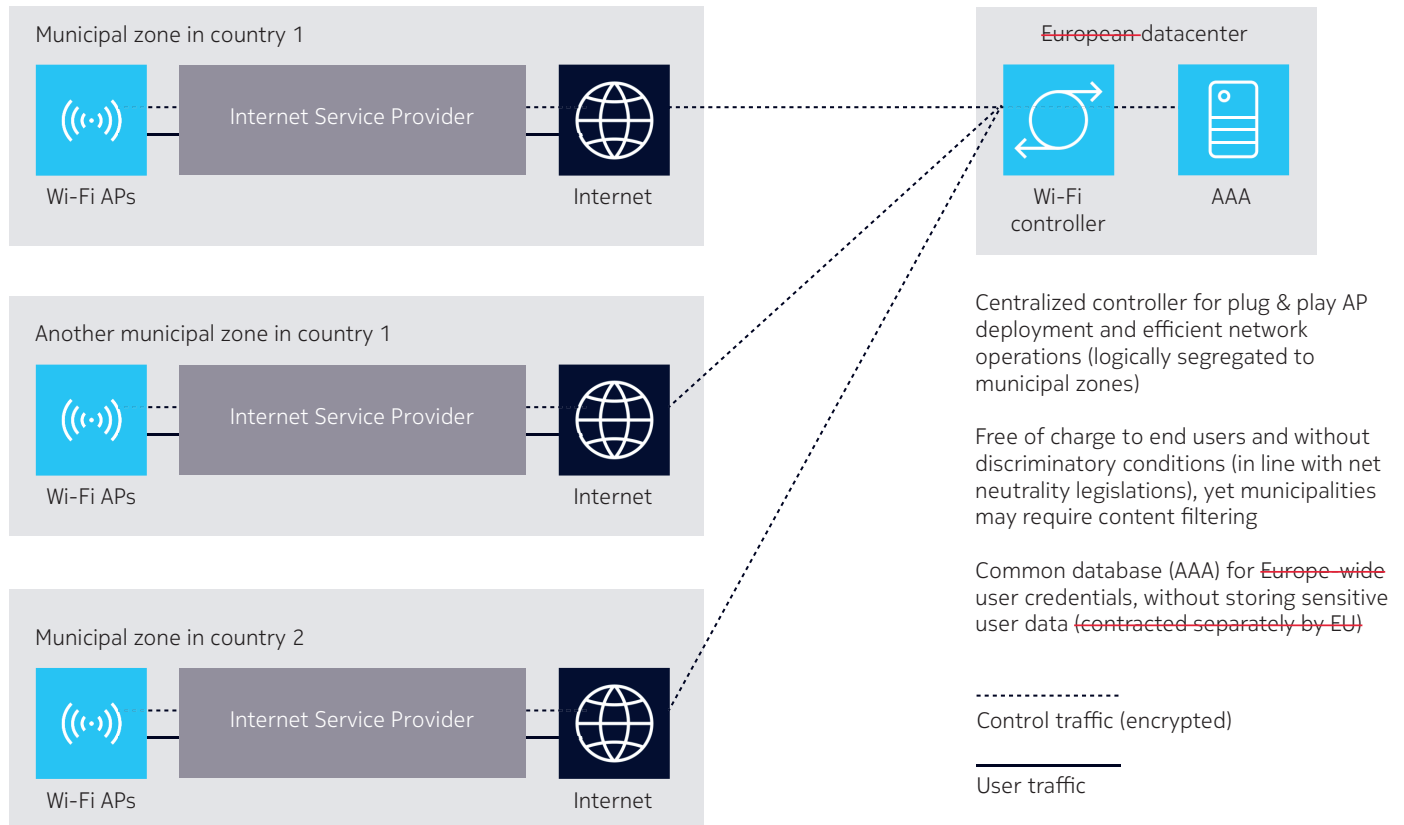 Municipal zone in country 1
Internet Service Provider
Wi-Fi APs
Internet
Another municipal zone in country 1
Internet Service Provider
Wi-Fi APs
Internet
Municipal zone in country 2
Internet Service Provider
Wi-Fi APs
Internet
European datacenter
Wi-Fi
controller
AAA
Centralized controller for plug & play AP
deployment and efficient network
operations (logically segregated to
municipal zones)
Free of charge to end users and without
discriminatory conditions (in line with net
neutrality legislations), yet municipalities
may require content filtering
Common database (AAA) for Europe-wide
user credentials, without storing sensitive
user data (contracted separately by EU)
Control traffic (encrypted)
User traffic